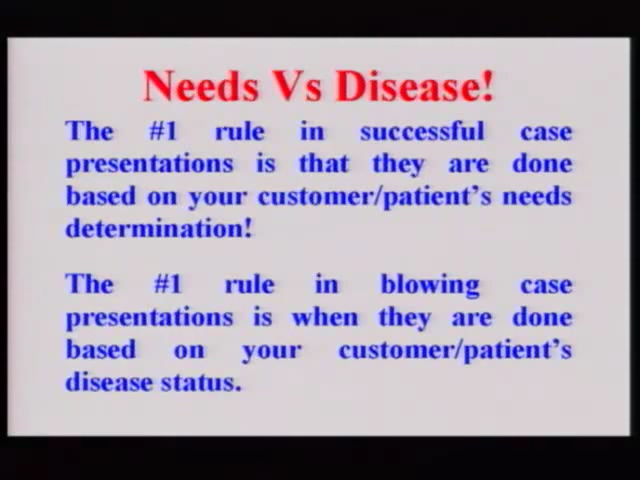 Needs Vs Disease!
The #1 rule in successful case
presentations is that they are done
based on your customer/patient's needs
determination!
The #1 rule in blowing case
presentations is when they are done
based on your customer/patient's
disease status.